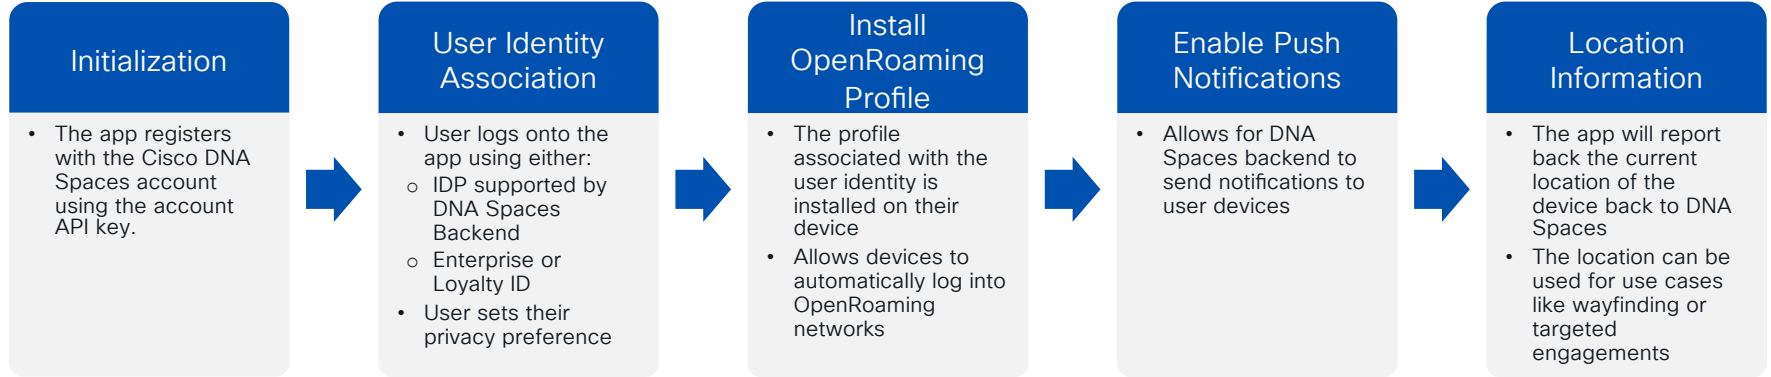 Initialization
• The app registers
with the Cisco DNA
Spaces account
using the account
API key.
User Identity
Association
• User logs onto the
app using either:
o IDP supported by
DNA Spaces
Backend
o Enterprise or
Loyalty ID
• User sets their
privacy preference
Install
OpenRoaming
Profile
• The profile
associated with the
user identity is
installed on their
device
• Allows devices to
automatically log into
OpenRoaming
networks
Enable Push
Notifications
• Allows for DNA
Spaces backend to
send notifications to
user devices
Location
Information
• The app will report
back the current
location of the
device back to DNA
Spaces
• The location can be
used for use cases
like wayfinding or
targeted
engagements